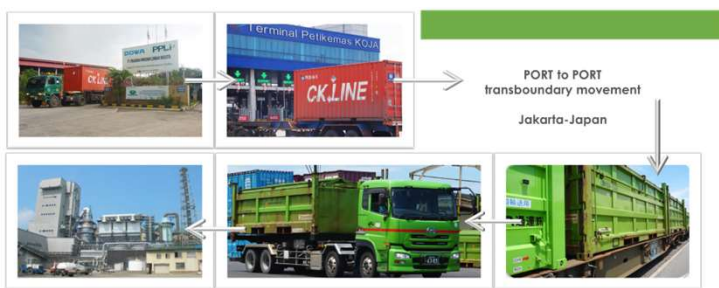 DOWA PPLi
CK LINE
Terminal Petikemas KOJA
CK LINE
PORT to PORT
transboundary movement
Jakarta-Japan